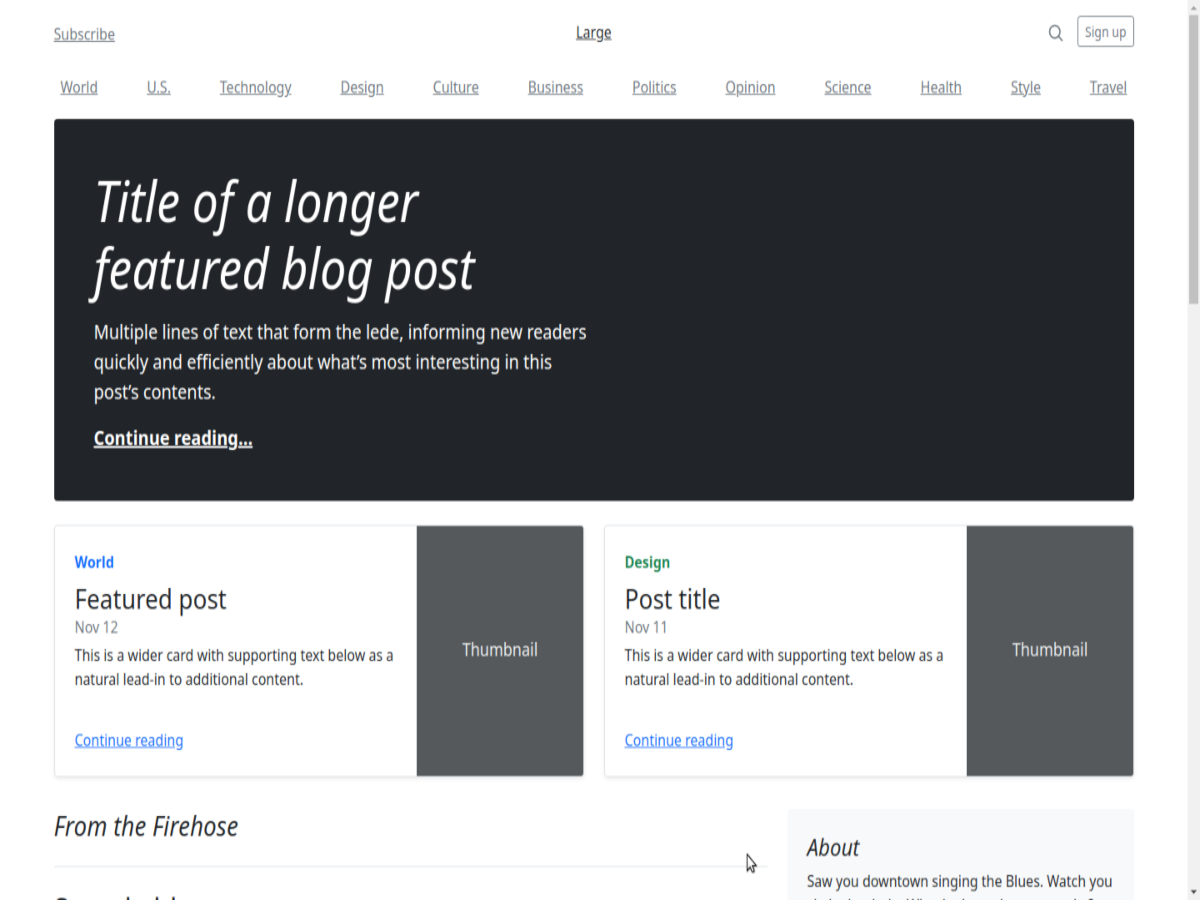 Subscribe
Large
Sign up
World U.S. Technology Design Culture Business Politics Opinion Science Health Style Travel
Title of a longer
featured blog post
Multiple lines of text that form the lede, informing new readers
quickly and efficiently about what’s most interesting in this
post’s contents.
Continue reading...
World
Featured post
Nov 12
This is a wider card with supporting text below as a
natural lead-in to additional content.
Continue reading
Thumbnail
Design
Post title
Nov 11
This is a wider card with supporting text below as a
natural lead-in to additional content.
Continue reading
Thumbnail
From the Firehose
About
Saw you downtown singing the Blues. Watch you